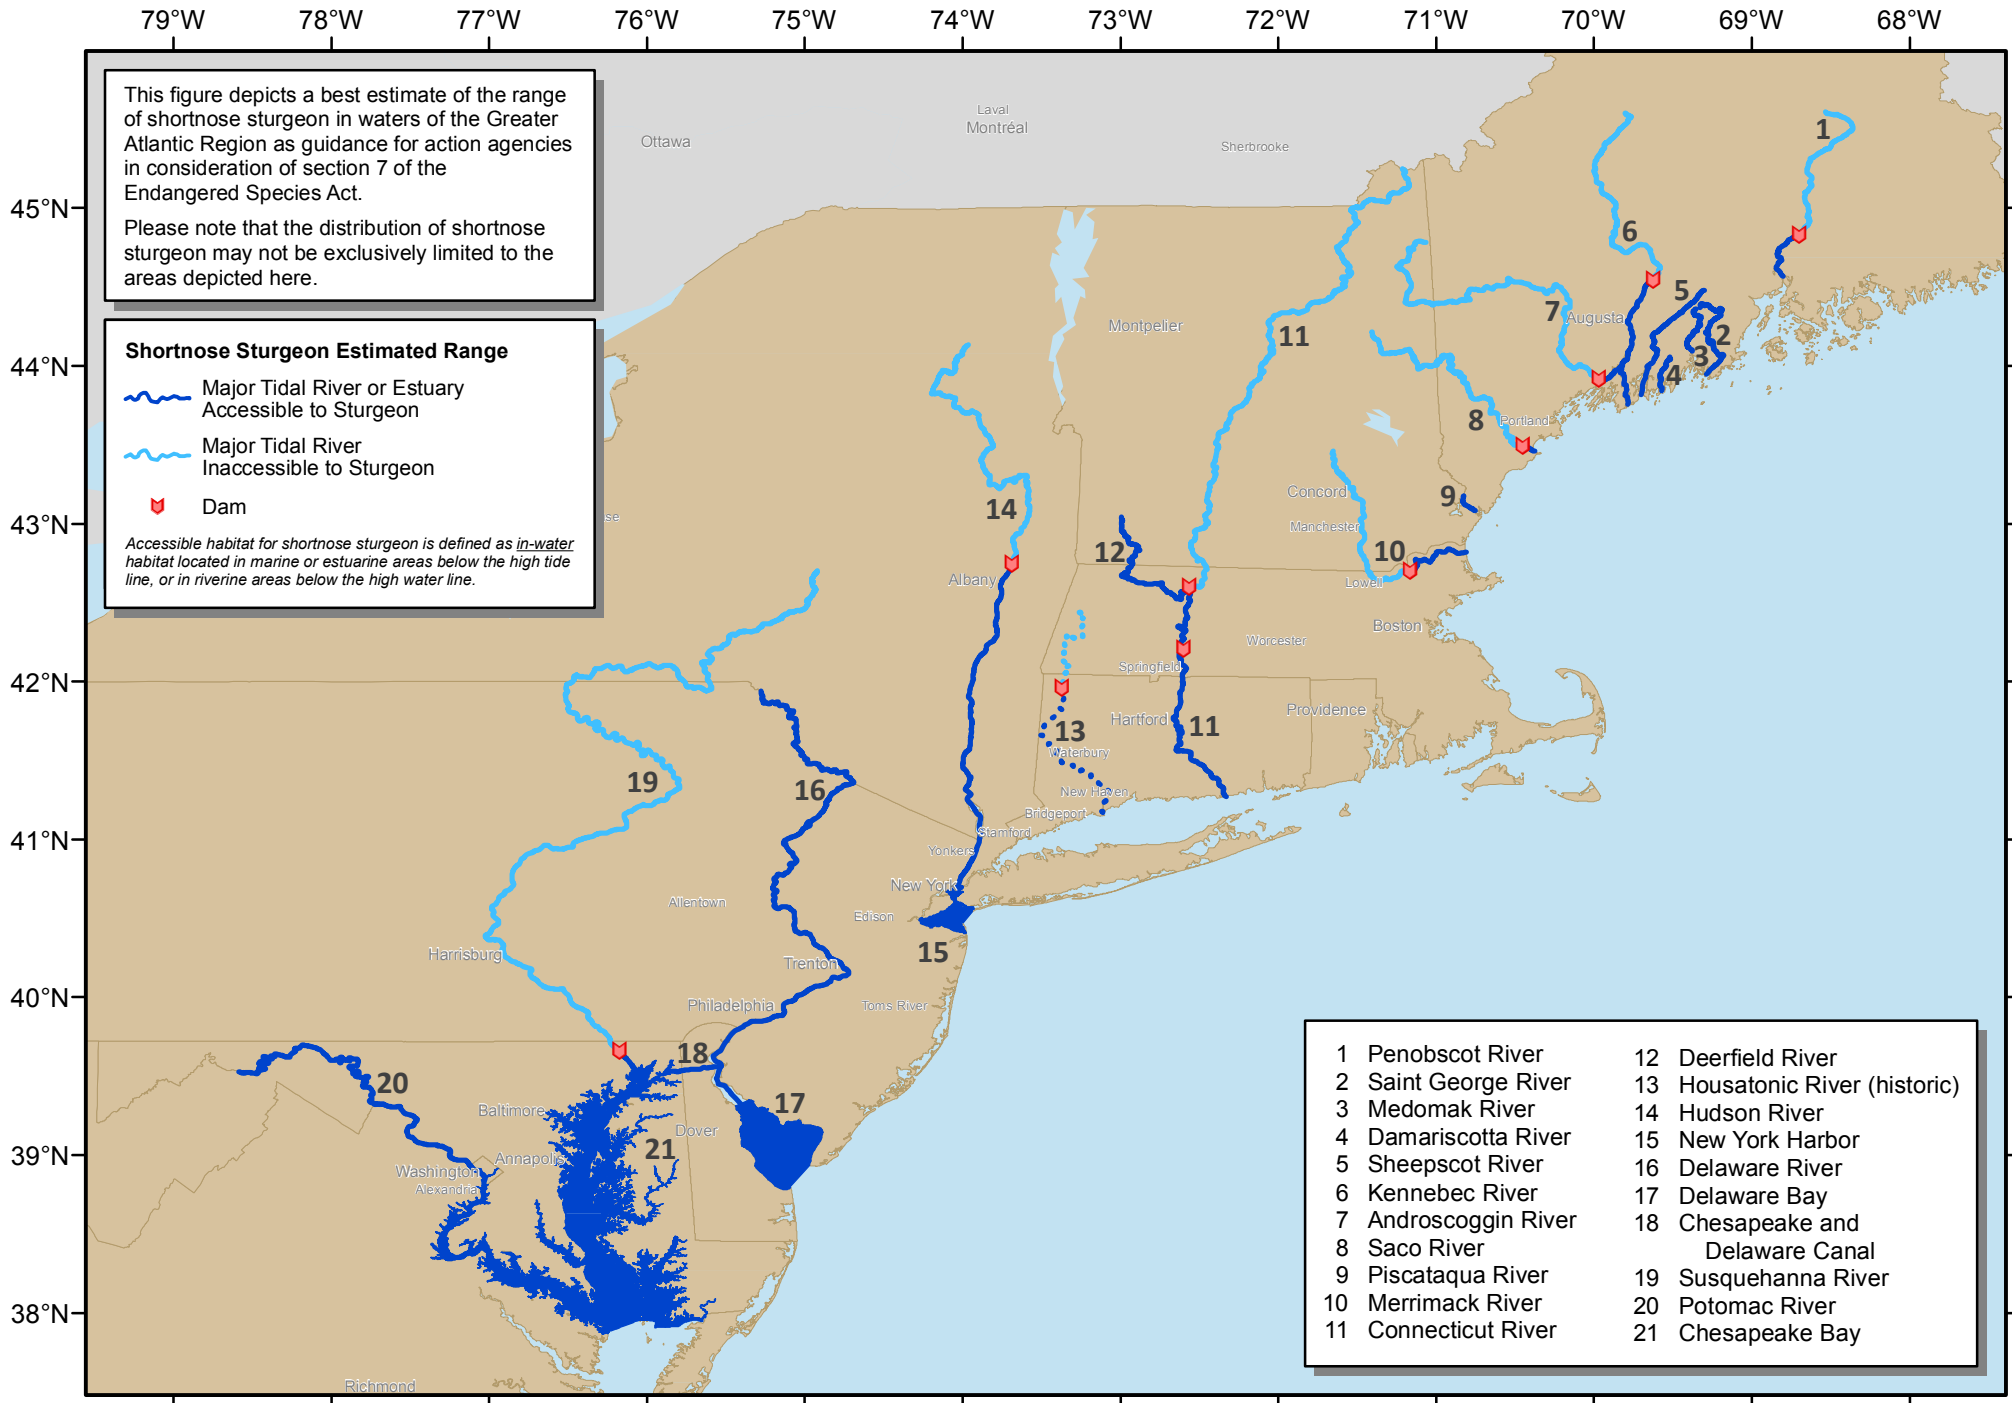 79°W 78°W 77°W 76°W 75°W 74°W 73°W 72°W 71°W 70°W 69°W 68°W
45°N
44°N
43°N
42°N
41°N
40°N
39°N
38°N
This figure depicts a best estimate of the range
of shortnose sturgeon in waters of the Greater
Atlantic Region as guidance for action agencies
in consideration of section 7 of the
Endangered Species Act.
Please note that the distribution of shortnose
sturgeon may not be exclusively limited to the
areas depicted here.
Shortnose Sturgeon Estimated Range
Major Tidal River or Estuary
Accessible to Sturgeon
Major Tidal River
Inaccessible to Sturgeon
Dam
Accessible habitat for shortnose sturgeon is defined as in-water
habitat located in marine or estuarine areas below the high tide
line, or in riverine areas below the high water line.
Laval
Montréal
Ottawa
Sherbrooke
1
6
5
7
Augusta
2
Montpelier
11
3
4
8
Portland
se
14
Concord
9
Manchester
12
10
Albany
Lowell
Boston
Worcester
Springfield
13
Hartford
11
Providence
Waterbury
19
16
New Haven
Bridgeport
Stamford
Yonkers
New York
Allentown
Edison
15
Harrisburg
Trenton
Philadelphia
Toms River
18
20
17
Baltimore
Dover
21
Annapolis
Washington
Alexandria
Richmond
1 Penobscot River
2 Saint George River
3 Medomak River
4 Damariscotta River
5 Sheepscot River
6 Kennebec River
7 Androscoggin River
8 Saco River
9 Piscataqua River
10 Merrimack River
11 Connecticut River
12 Deerfield River
13 Housatonic River (historic)
14 Hudson River
15 New York Harbor
16 Delaware River
17 Delaware Bay
18 Chesapeake and
Delaware Canal
19 Susquehanna River
20 Potomac River
21 Chesapeake Bay